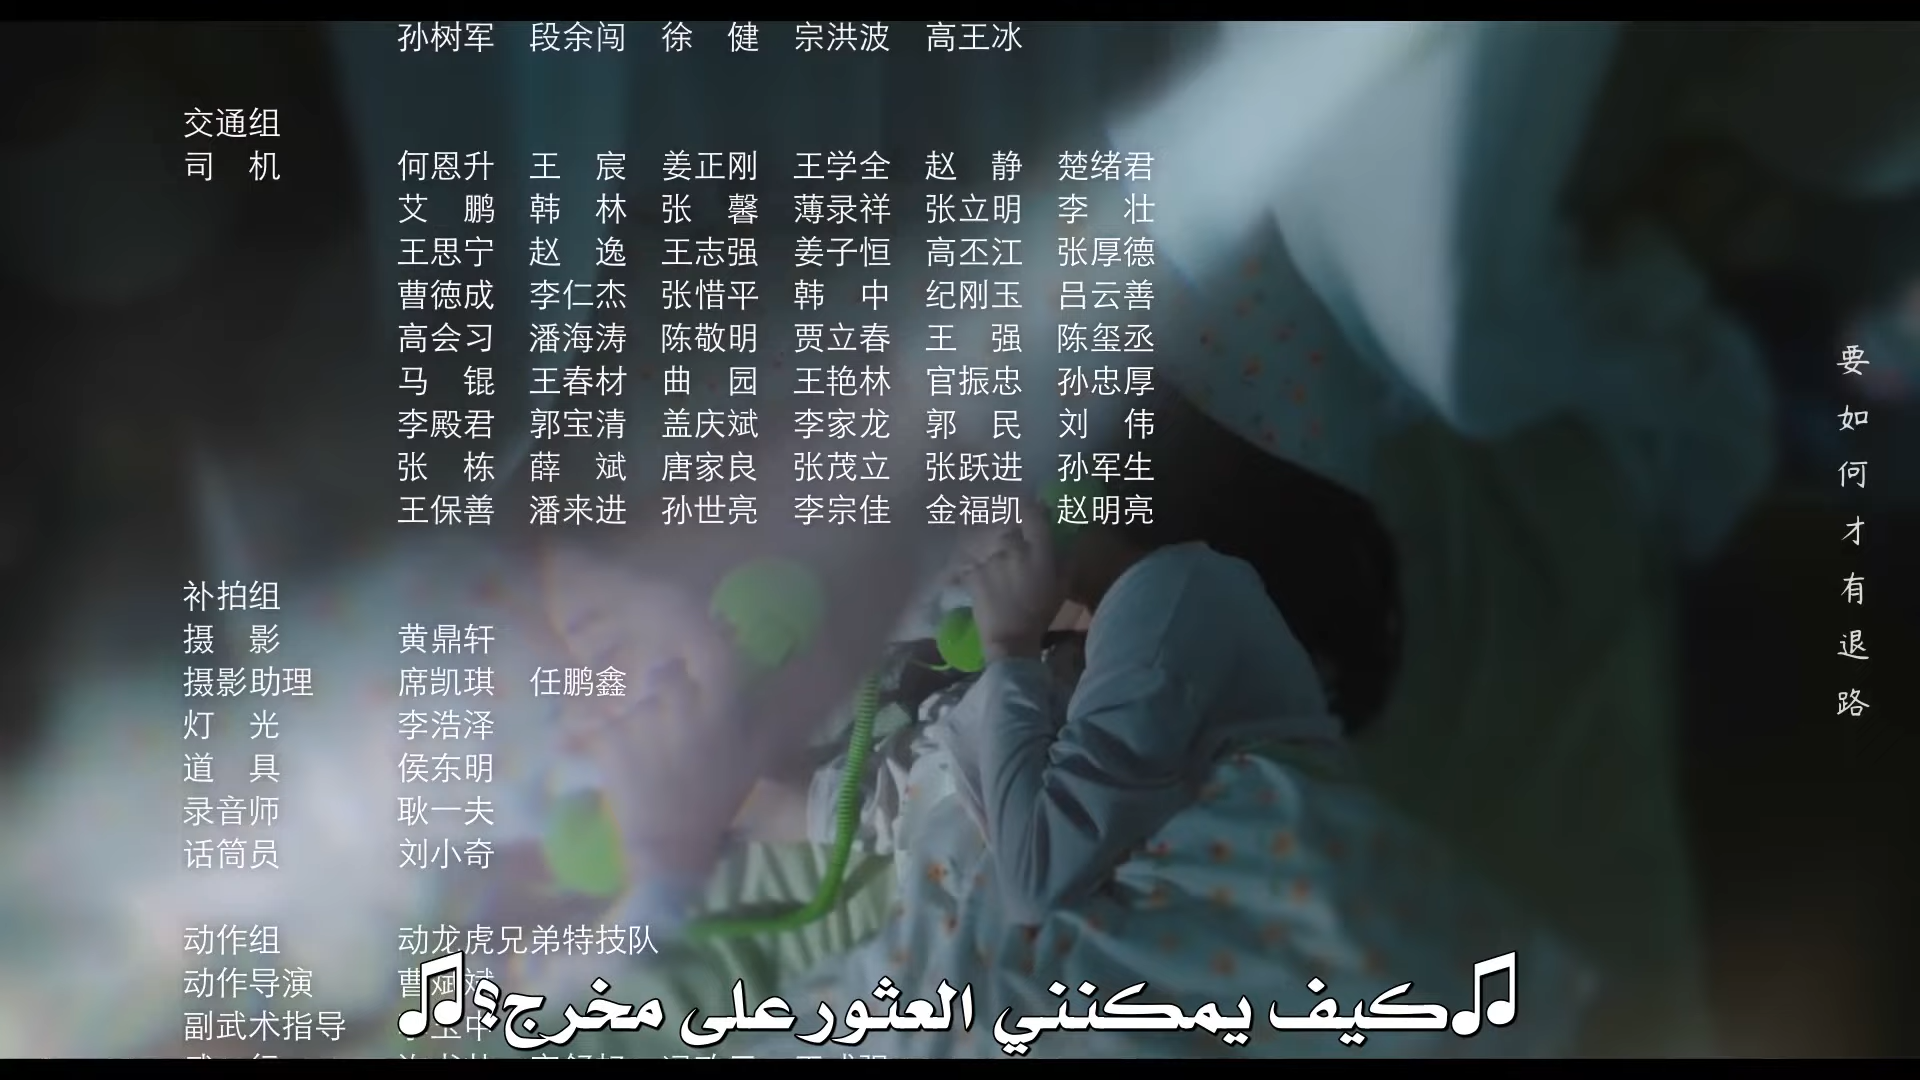 孙树军 段余闯 徐 健 宗洪波 高王冰
交通组
司 机 何恩升 王 宸 姜正刚 王学全 赵 静 楚绪君
艾 鹏 韩 林 张 馨 薄录祥 张立明 李 壮
王思宁 赵 逸 王志强 姜子恒 高丕江 张厚德
曹德成 李仁杰 张惜平 韩 中 纪刚玉 吕云善
高会习 潘海涛 陈敬明 贾立春 王 强 陈玺丞
马 锟 王春材 曲 园 王艳林 官振忠 孙忠厚
李殿君 郭宝清 盖庆斌 李家龙 郭 民 刘 伟
张 栋 薛 斌 唐家良 张茂立 张跃进 孙军生
王保善 潘来进 孙世亮 李宗佳 金福凯 赵明亮
补拍组
摄 影 黄鼎轩
摄影助理 席凯琪 任鹏鑫
灯 光 李浩泽
道 具 侯东明
录音师 耿一夫
话筒员 刘小奇
动作组 动龙虎兄弟特技队
动作导演 曹斌斌
副武术指导
要如何才有退路
♫كيف يمكنني العثور على مخرج؟♫